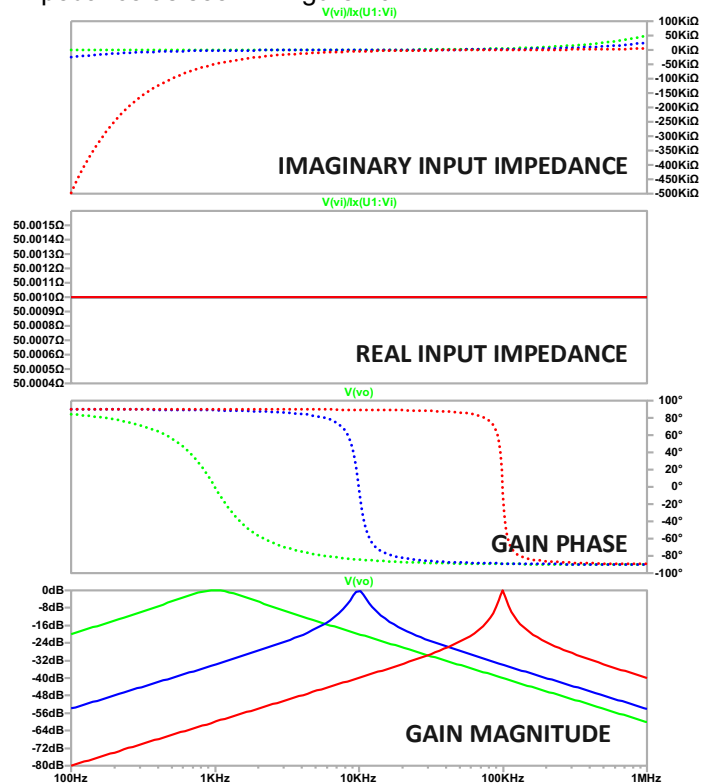 V(vi)/Ix(U1:Vi)
100KiΩ
50KiΩ
0KiΩ
-50KiΩ
-100KiΩ
-150KiΩ
-200KiΩ
-250KiΩ
-300KiΩ
-350KiΩ
-400KiΩ
-450KiΩ
-500KiΩ
IMAGINARY INPUT IMPEDANCE
V(vi)/Ix(U1:Vi)
50.0015Ω
50.0014Ω
50.0013Ω
50.0012Ω
50.0011Ω
50.0010Ω
50.0009Ω
50.0008Ω
50.0007Ω
50.0006Ω
50.0005Ω
50.0004Ω
REAL INPUT IMPEDANCE
V(vo)
100°
80°
60°
40°
20°
0°
-20°
-40°
-60°
-80°
-100°
GAIN PHASE
V(vo)
0dB
-8dB
-16dB
-24dB
-32dB
-40dB
-48dB
-56dB
-64dB
-72dB
-80dB
GAIN MAGNITUDE
100Hz 1KHz 10KHz 100KHz 1MHz